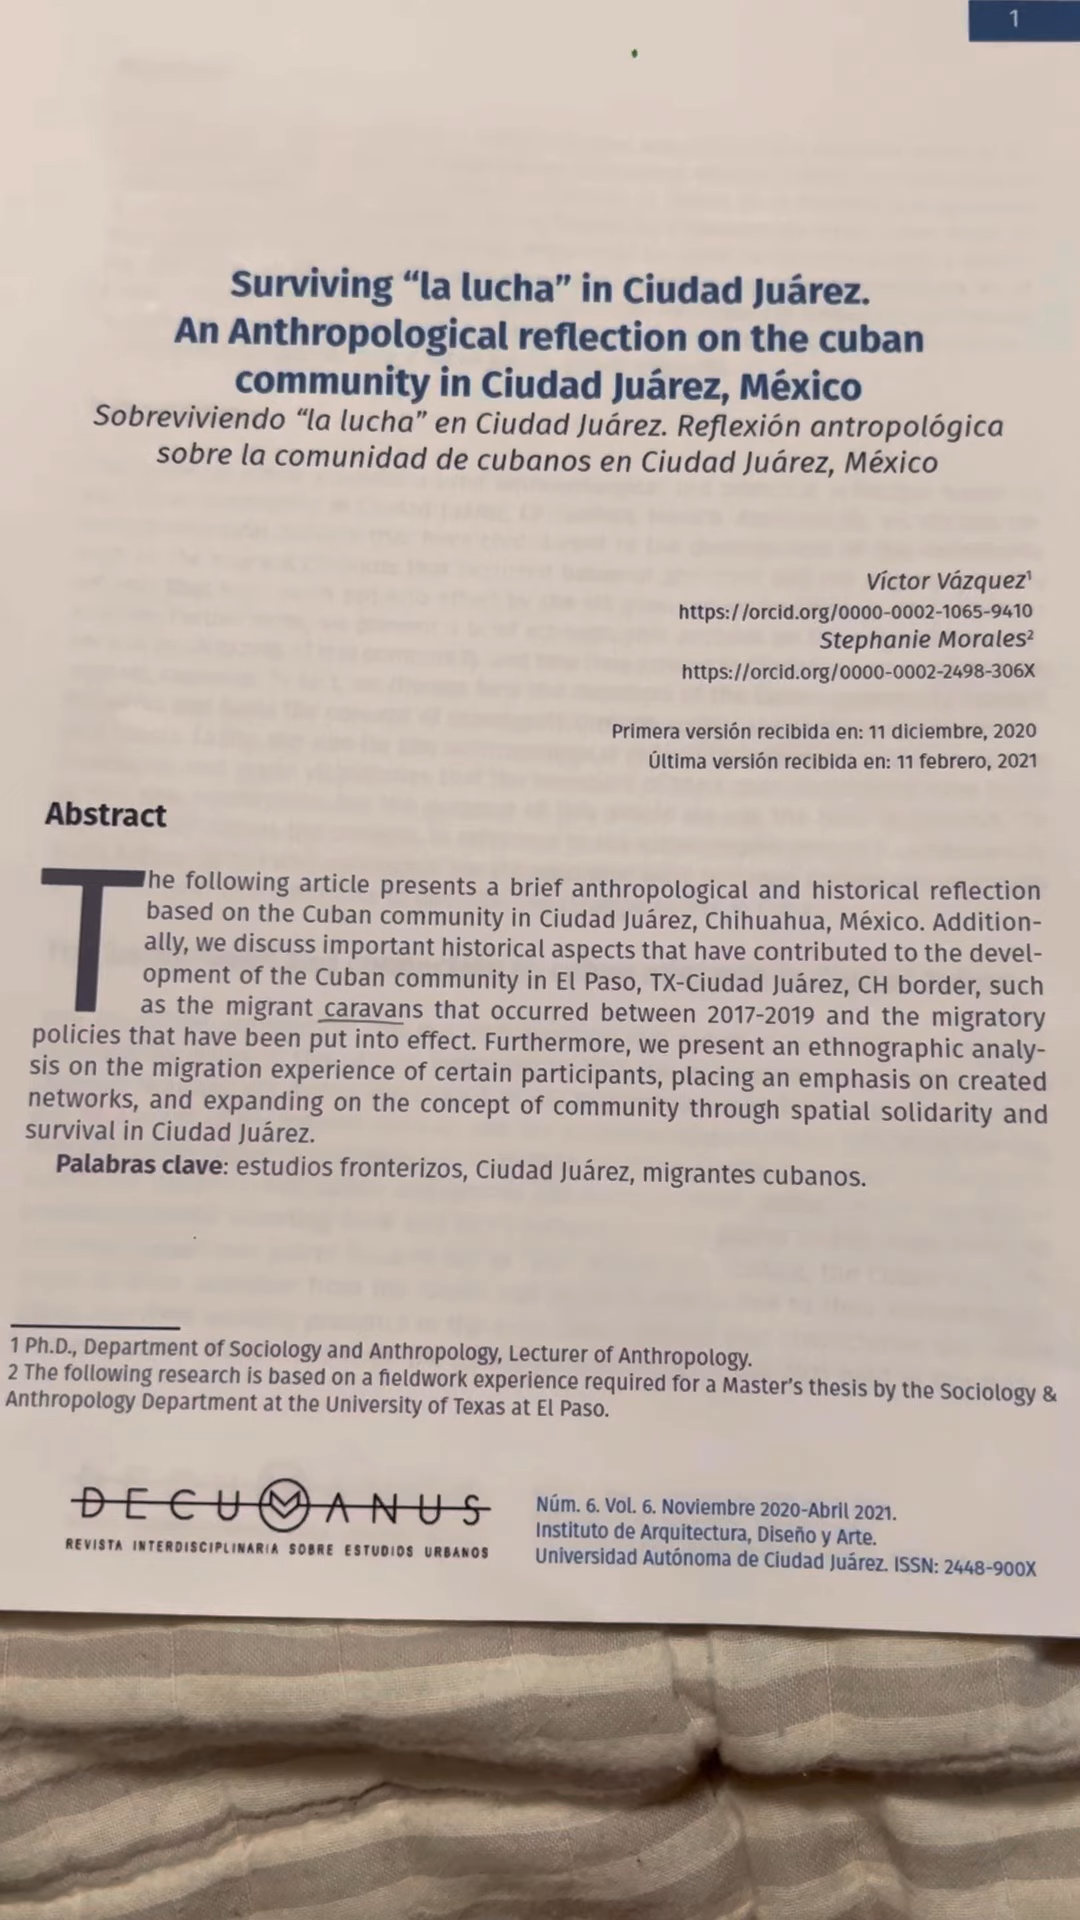 1
Surviving “la lucha” in Ciudad Juárez.
An Anthropological reflection on the cuban
community in Ciudad Juárez, México
Sobreviviendo “la lucha” en Ciudad Juárez. Reflexión antropológica
sobre la comunidad de cubanos en Ciudad Juárez, México
Víctor Vázquez¹
https://orcid.org/0000-0002-1065-9410
Stephanie Morales²
https://orcid.org/0000-0002-2498-306X
Primera versión recibida en: 11 diciembre, 2020
Última versión recibida en: 11 febrero, 2021
Abstract
The following article presents a brief anthropological and historical reflection
based on the Cuban community in Ciudad Juárez, Chihuahua, México. Addition-
ally, we discuss important historical aspects that have contributed to the devel-
opment of the Cuban community in El Paso, TX-Ciudad Juárez, CH border, such
as the migrant caravans that occurred between 2017-2019 and the migratory
policies that have been put into effect. Furthermore, we present an ethnographic analy-
sis on the migration experience of certain participants, placing an emphasis on created
networks, and expanding on the concept of community through spatial solidarity and
survival in Ciudad Juárez.
Palabras clave: estudios fronterizos, Ciudad Juárez, migrantes cubanos.
1 Ph.D., Department of Sociology and Anthropology, Lecturer of Anthropology.
2 The following research is based on a fieldwork experience required for a Master’s thesis by the Sociology &
Anthropology Department at the University of Texas at El Paso.
DECUMANUS
REVISTA INTERDISCIPLINARIA SOBRE ESTUDIOS URBANOS
Núm. 6. Vol. 6. Noviembre 2020-Abril 2021.
Instituto de Arquitectura, Diseño y Arte.
Universidad Autónoma de Ciudad Juárez. ISSN: 2448-900X